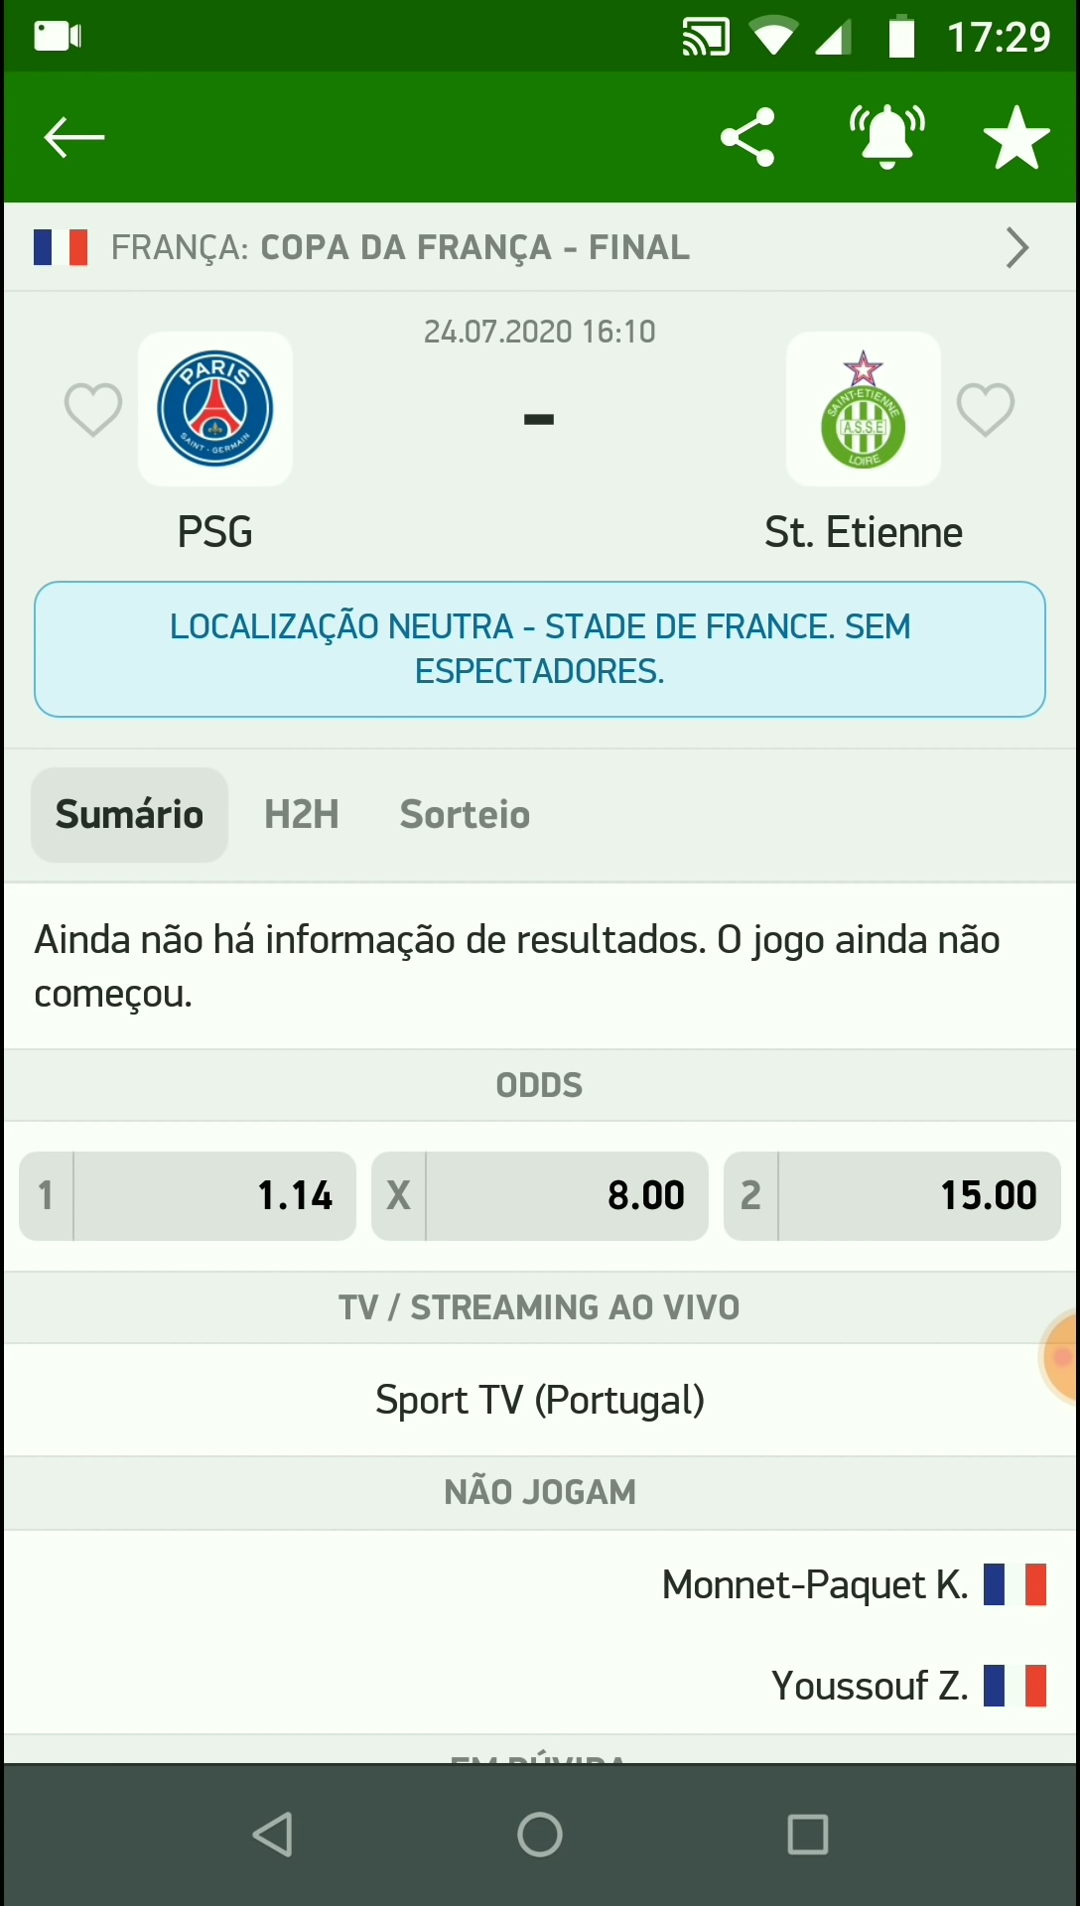 17:29
FRANÇA: COPA DA FRANÇA - FINAL
24.07.2020 16:10
PARIS
SAINT-GERMAIN
-
SAINT-ETIENNE
A.S.S.E
LOIRE
PSG
St. Etienne
LOCALIZAÇÃO NEUTRA - STADE DE FRANCE. SEM
ESPECTADORES.
Sumário H2H Sorteio
Ainda não há informação de resultados. O jogo ainda não
começou.
ODDS
1 1.14 X 8.00 2 15.00
TV / STREAMING AO VIVO
Sport TV (Portugal)
NÃO JOGAM
Monnet-Paquet K.
Youssouf Z.
EM DÚVIDA